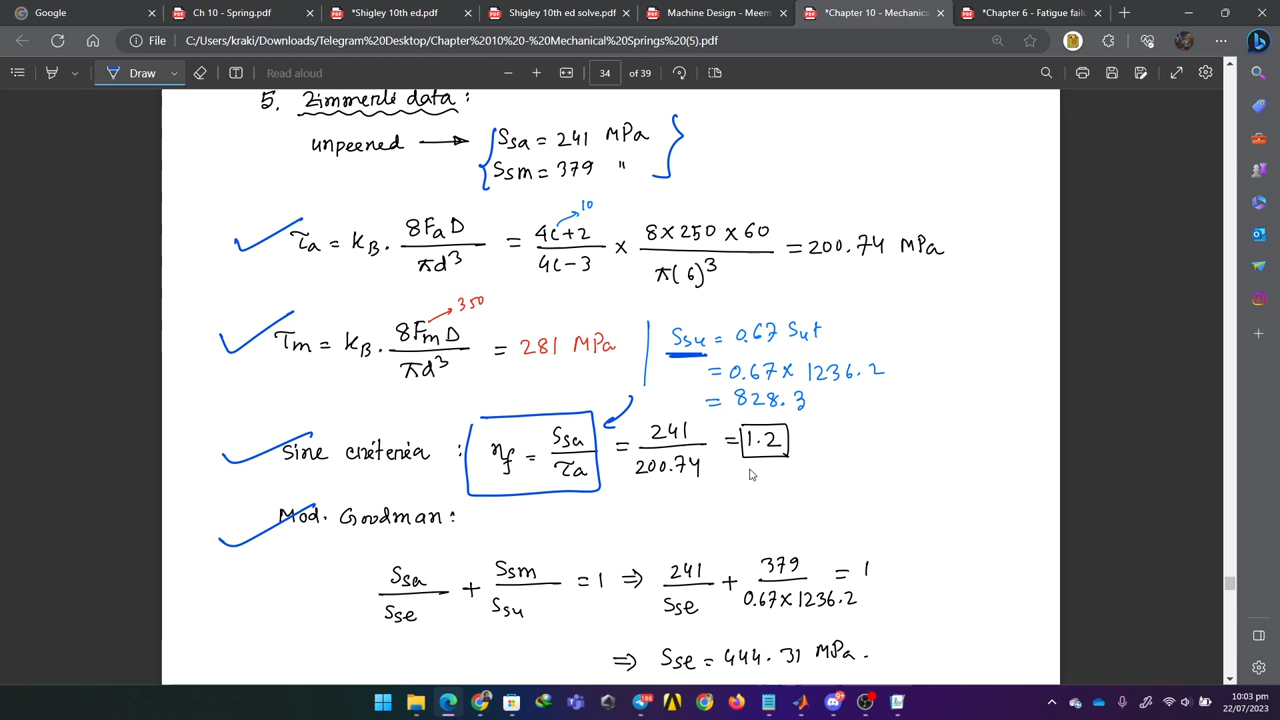 Google
Ch 10 - Spring.pdf
*Shigley 10th ed.pdf
Shigley 10th ed solve.pdf
Machine Design - Meem
*Chapter 10 - Mechanica
*Chapter 6 - Fatigue failu
File C:/Users/kraki/Downloads/Telegram%20Desktop/Chapter%2010%20-%20Mechanical%20Springs%20(5).pdf
Draw
Read aloud
34 of 39
5. Zimmerli data :
unpeened → Ssa = 241 MPa
Ssm = 379 "
τa = kB . 8FaD / πd³ = 4C+2 / 4C-3 × 8×250×60 / π(6)³ = 200.74 MPa
10
τm = kB . 8FmD / πd³ = 281 MPa
350
Ssu = 0.67 Sut
= 0.67 × 1236.2
= 828.3
Sine criteria : nf = Ssa / τa = 241 / 200.74 = 1.2
Mod. Goodman :
Ssa / Sse + Ssm / Ssu = 1 ⇒ 241 / Sse + 379 / 0.67×1236.2 = 1
⇒ Sse = 444.31 MPa.
10:03 pm
22/07/2023